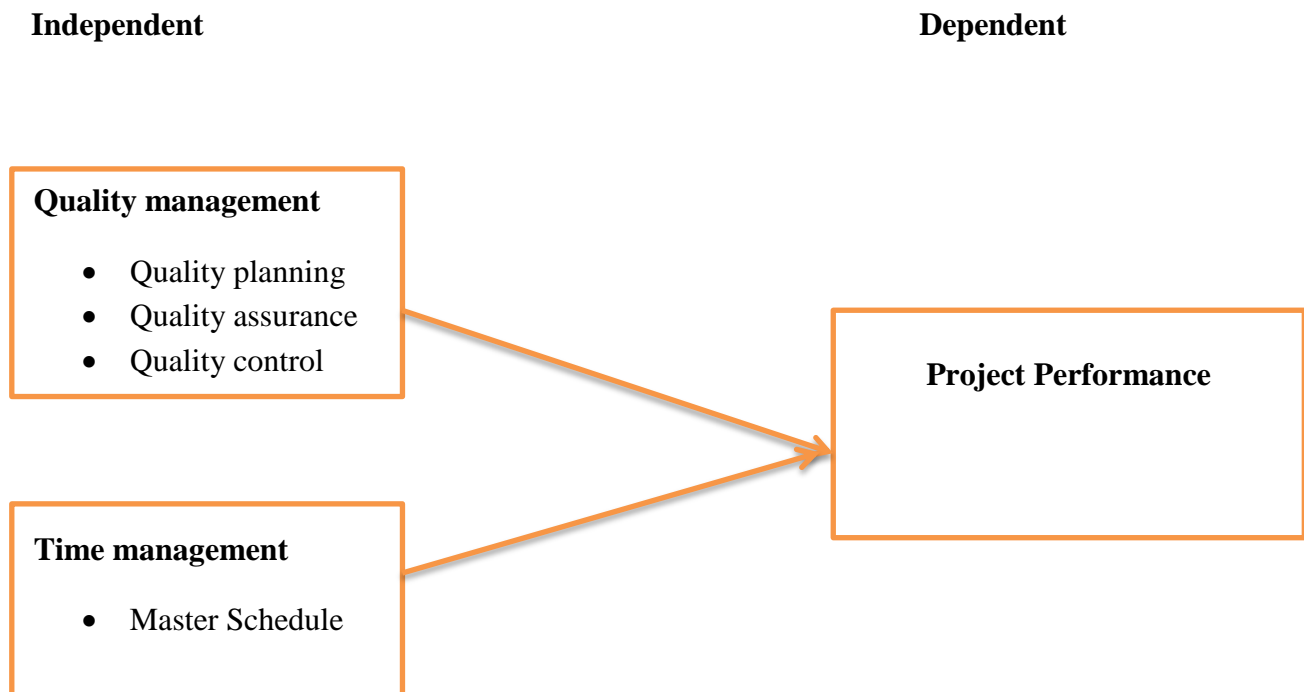 Independent
Dependent
Quality management
• Quality planning
• Quality assurance
• Quality control
Project Performance
Time management
• Master Schedule